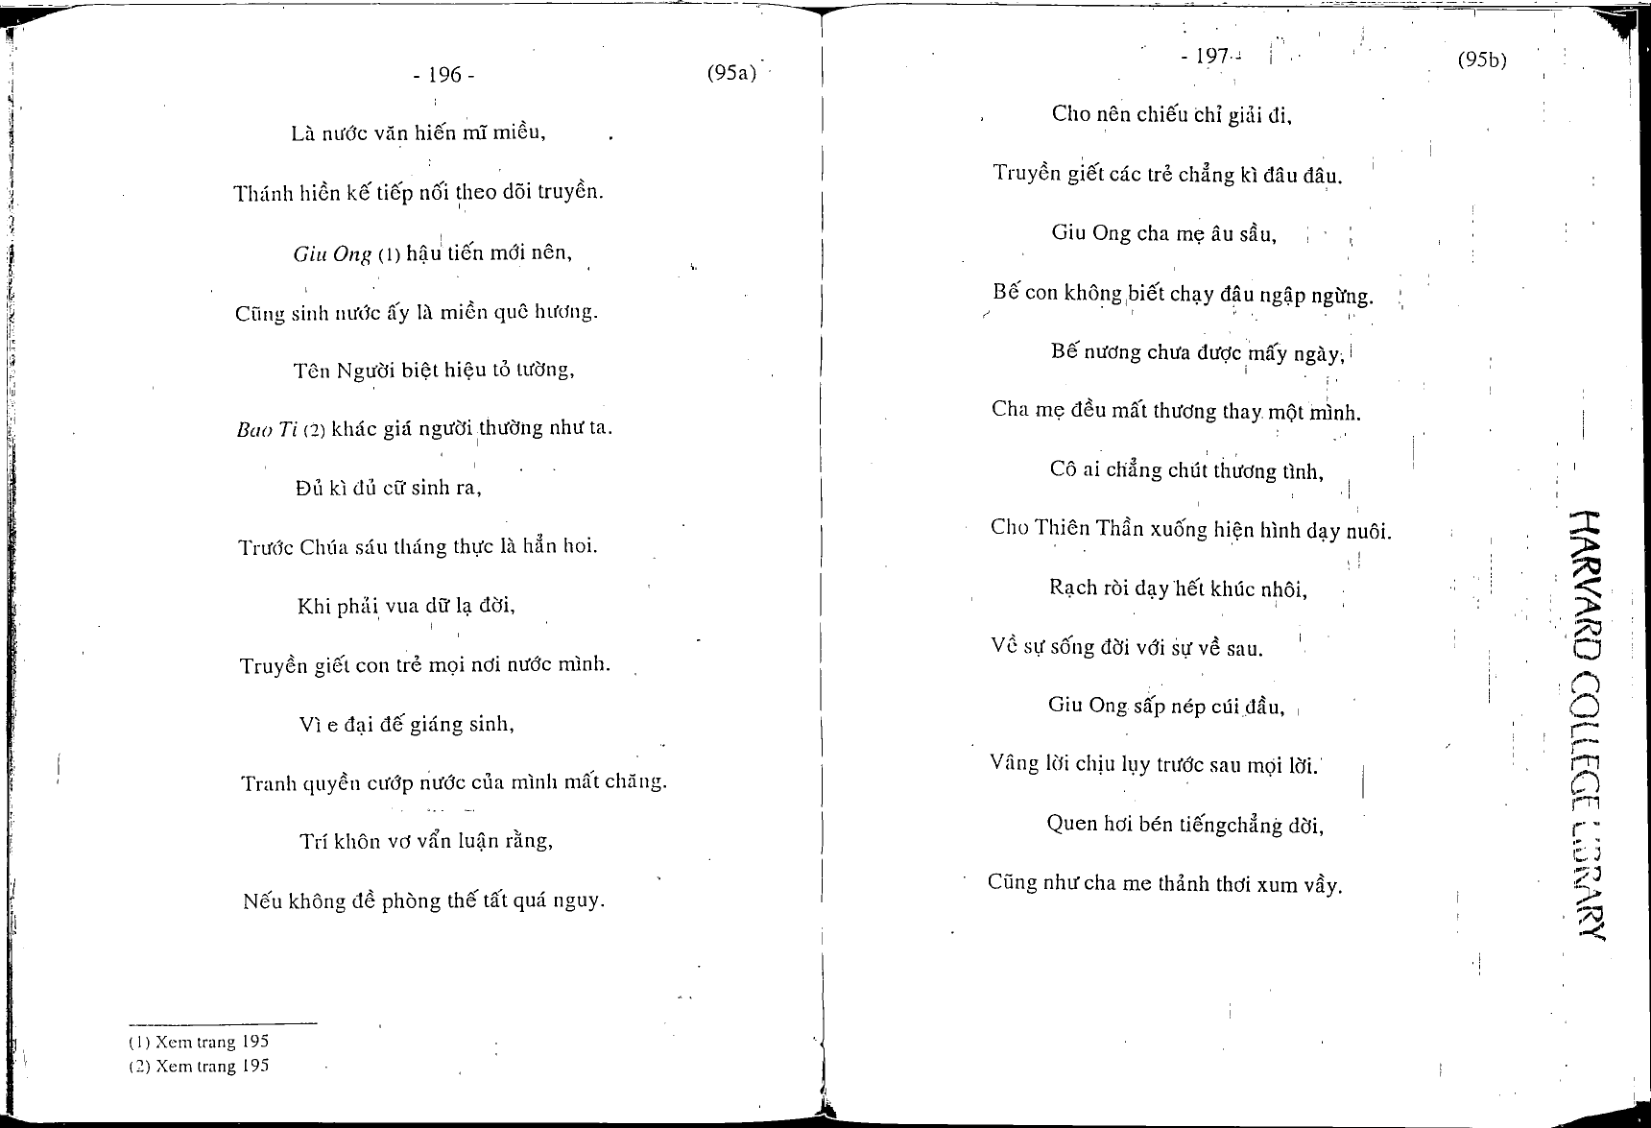 - 196 -
(95a)
Là nước văn hiến mĩ miều,
Thánh hiền kế tiếp nối theo dõi truyền.
Giu Ong (1) hậu tiến mới nên,
Cũng sinh nước ấy là miền quê hương.
Tên Người biệt hiệu tỏ tường,
Bao Ti (2) khác giá người thường như ta.
Đủ kì đủ cữ sinh ra,
Trước Chúa sáu tháng thực là hẳn hoi.
Khi phải vua dữ lạ đời,
Truyền giết con trẻ mọi nơi nước mình.
Vì e đại đế giáng sinh,
Tranh quyền cướp nước của mình mất chăng.
Trí khôn vơ vẩn luận rằng,
Nếu không đề phòng thế tất quá nguy.
(1) Xem trang 195
(2) Xem trang 195
- 197 -
(95b)
Cho nên chiếu chỉ giải đi,
Truyền giết các trẻ chẳng kì đâu đâu.
Giu Ong cha mẹ âu sầu,
Bế con không biết chạy đâu ngập ngừng.
Bế nương chưa được mấy ngày,
Cha mẹ đều mất thương thay một mình.
Cô ai chẳng chút thương tình,
Cho Thiên Thần xuống hiện hình dạy nuôi.
Rạch ròi dạy hết khúc nhôi,
Về sự sống đời với sự về sau.
Giu Ong sấp nép cúi đầu,
Vâng lời chịu lụy trước sau mọi lời.
Quen hơi bén tiếngchẳng dời,
Cũng như cha me thảnh thơi xum vầy.
HARVARD COLLEGE LIBRARY